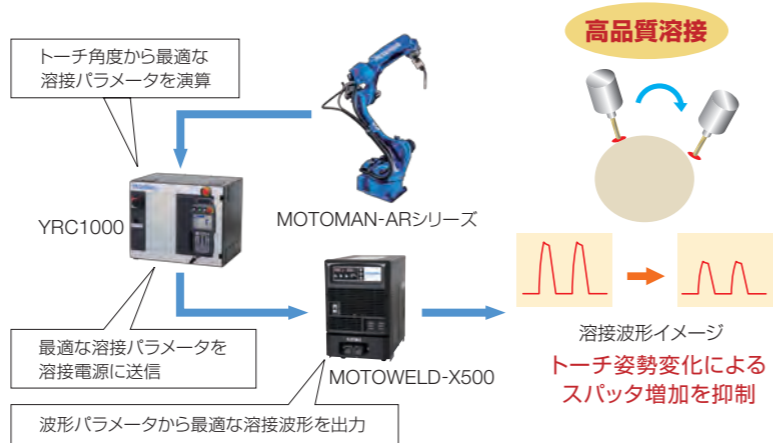 高品質溶接
トーチ角度から最適な
溶接パラメータを演算
YRC1000
MOTOMAN-ARシリーズ
最適な溶接パラメータを
溶接電源に送信
MOTOWELD-X500
波形パラメータから最適な溶接波形を出力
溶接波形イメージ
トーチ姿勢変化による
スパッタ増加を抑制